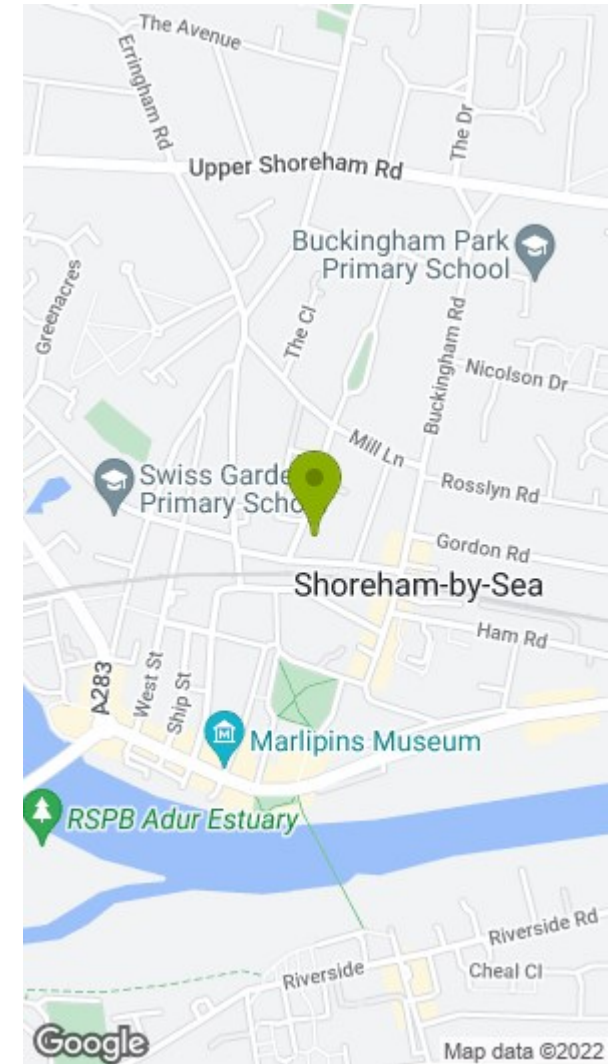 The Avenue
Erringham Rd
The Dr
Upper Shoreham Rd
Buckingham Park
Primary School
Greenacres
The Cl
Buckingham Rd
Nicolson Dr
Mill Ln
Swiss Garde
Primary Scho
Rosslyn Rd
Gordon Rd
Shoreham-by-Sea
Ham Rd
A283
West St
Ship St
M
Marlipins Museum
RSPB Adur Estuary
Riverside Rd
Riverside
Cheal Cl
Google
Map data ©2022